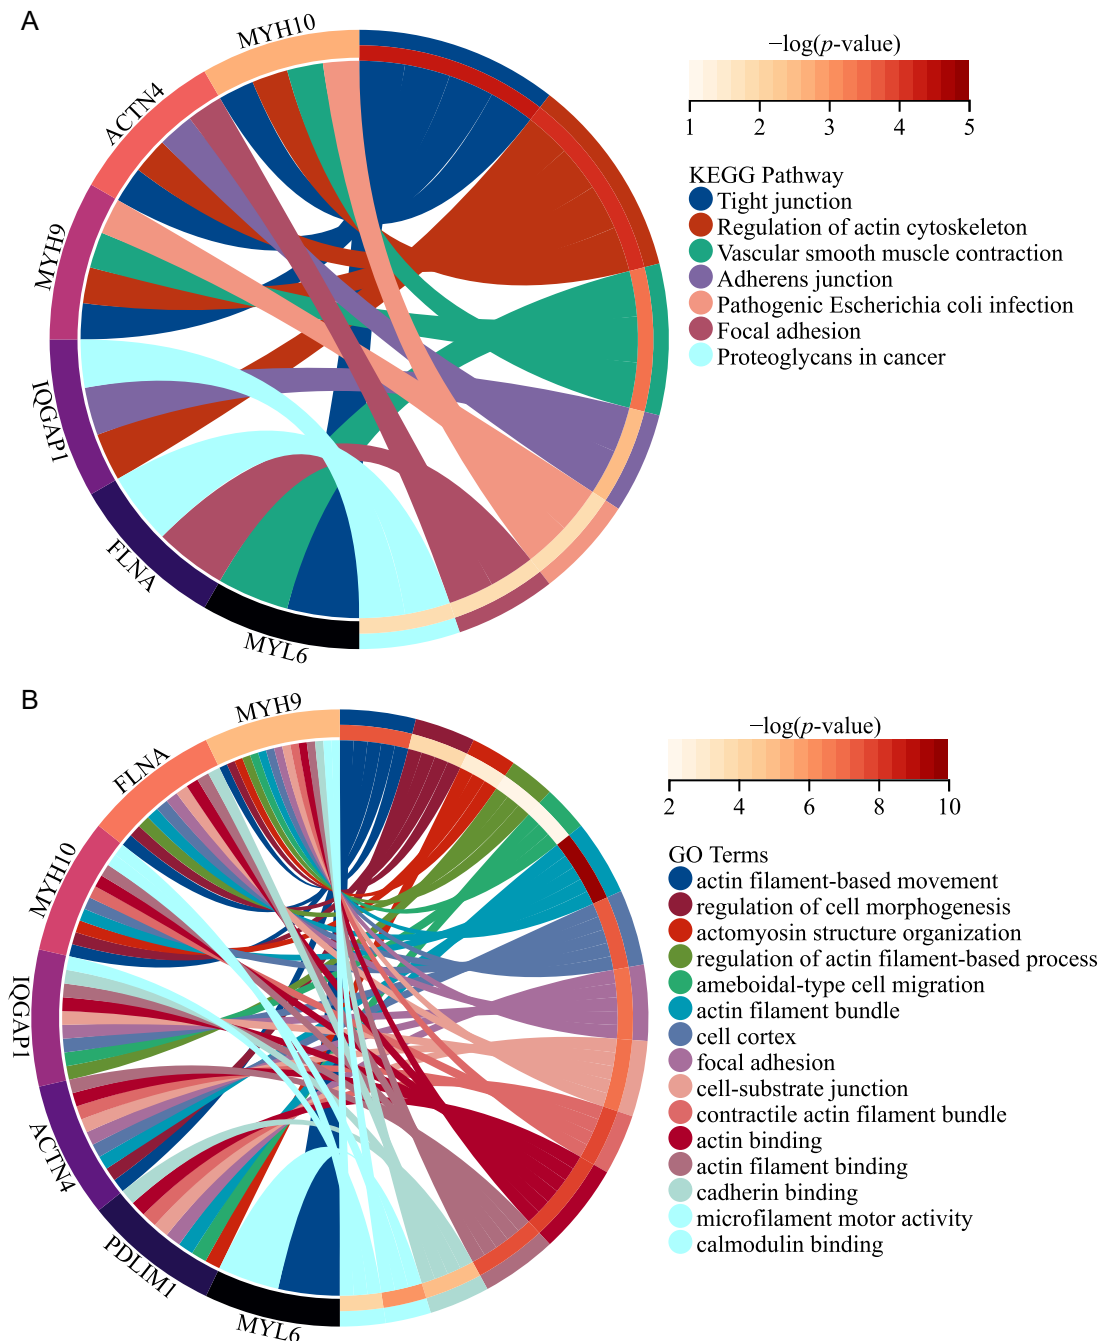 A
MYH10
ACTN4
MYH9
IQGAP1
FLNA
MYL6
−log(p-value)
1 2 3 4 5
KEGG Pathway
Tight junction
Regulation of actin cytoskeleton
Vascular smooth muscle contraction
Adherens junction
Pathogenic Escherichia coli infection
Focal adhesion
Proteoglycans in cancer
B
MYH9
FLNA
MYH10
IQGAP1
ACTN4
PDLIM1
MYL6
−log(p-value)
2 4 6 8 10
GO Terms
actin filament-based movement
regulation of cell morphogenesis
actomyosin structure organization
regulation of actin filament-based process
ameboidal-type cell migration
actin filament bundle
cell cortex
focal adhesion
cell-substrate junction
contractile actin filament bundle
actin binding
actin filament binding
cadherin binding
microfilament motor activity
calmodulin binding